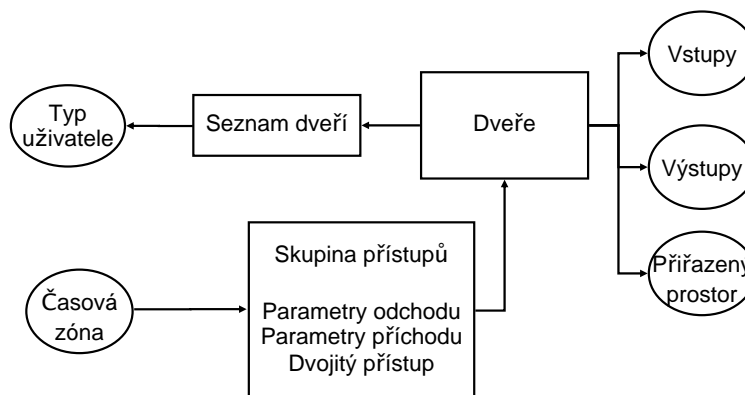 Vstupy
Typ
uživatele
Seznam dveří
Dveře
Výstupy
Skupina přístupů
Časová
zóna
Parametry odchodu
Parametry příchodu
Dvojitý přístup
Přiřazený
prostor